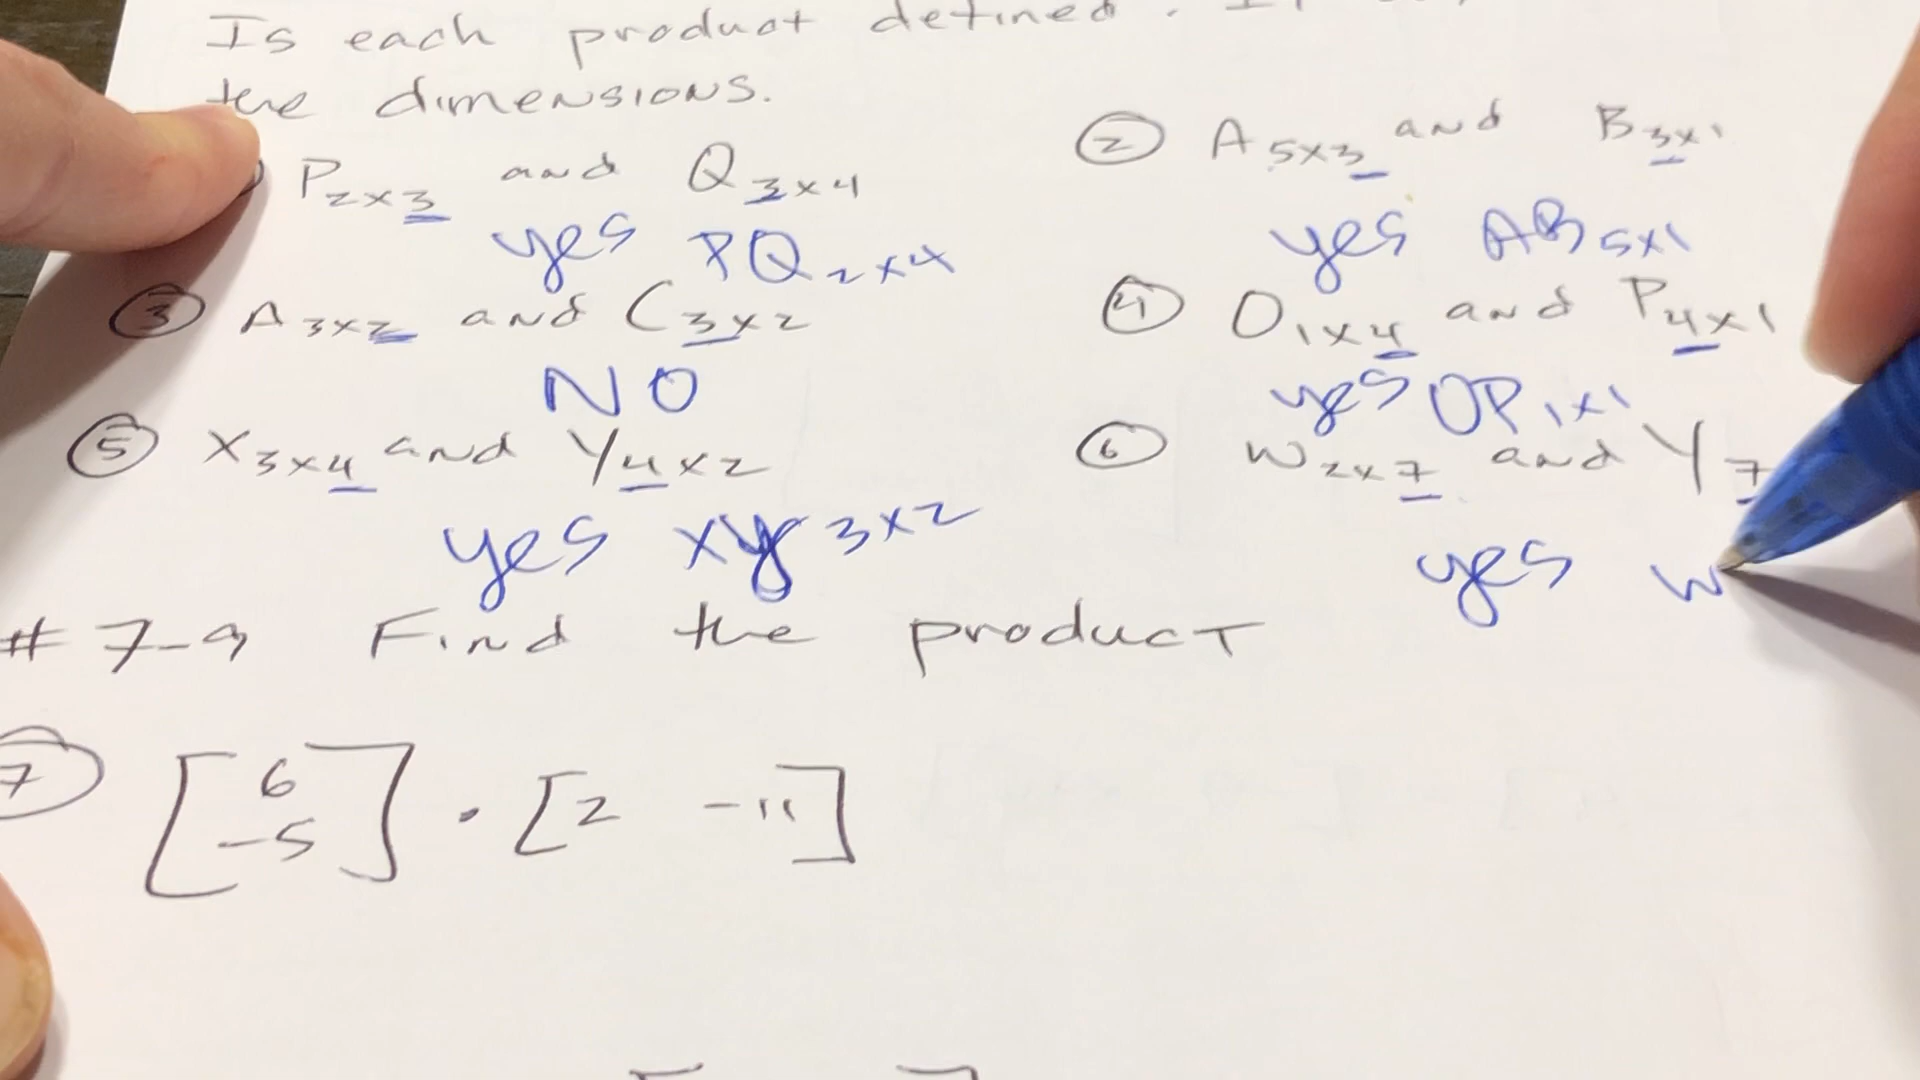 Is each product defined. If
the dimensions.
P2x3 and Q3x4
yes PQ2x4
② A5x3 and B3x1
yes AB5x1
③ A3x2 and C3x2
NO
④ O1x4 and P4x1
yes OP1x1
⑤ X3x4 and Y4x2
yes xy3x2
⑥ W2x7 and Y7
yes W
# 7-9 Find the product
⑦ [6 -5] · [2 -11]